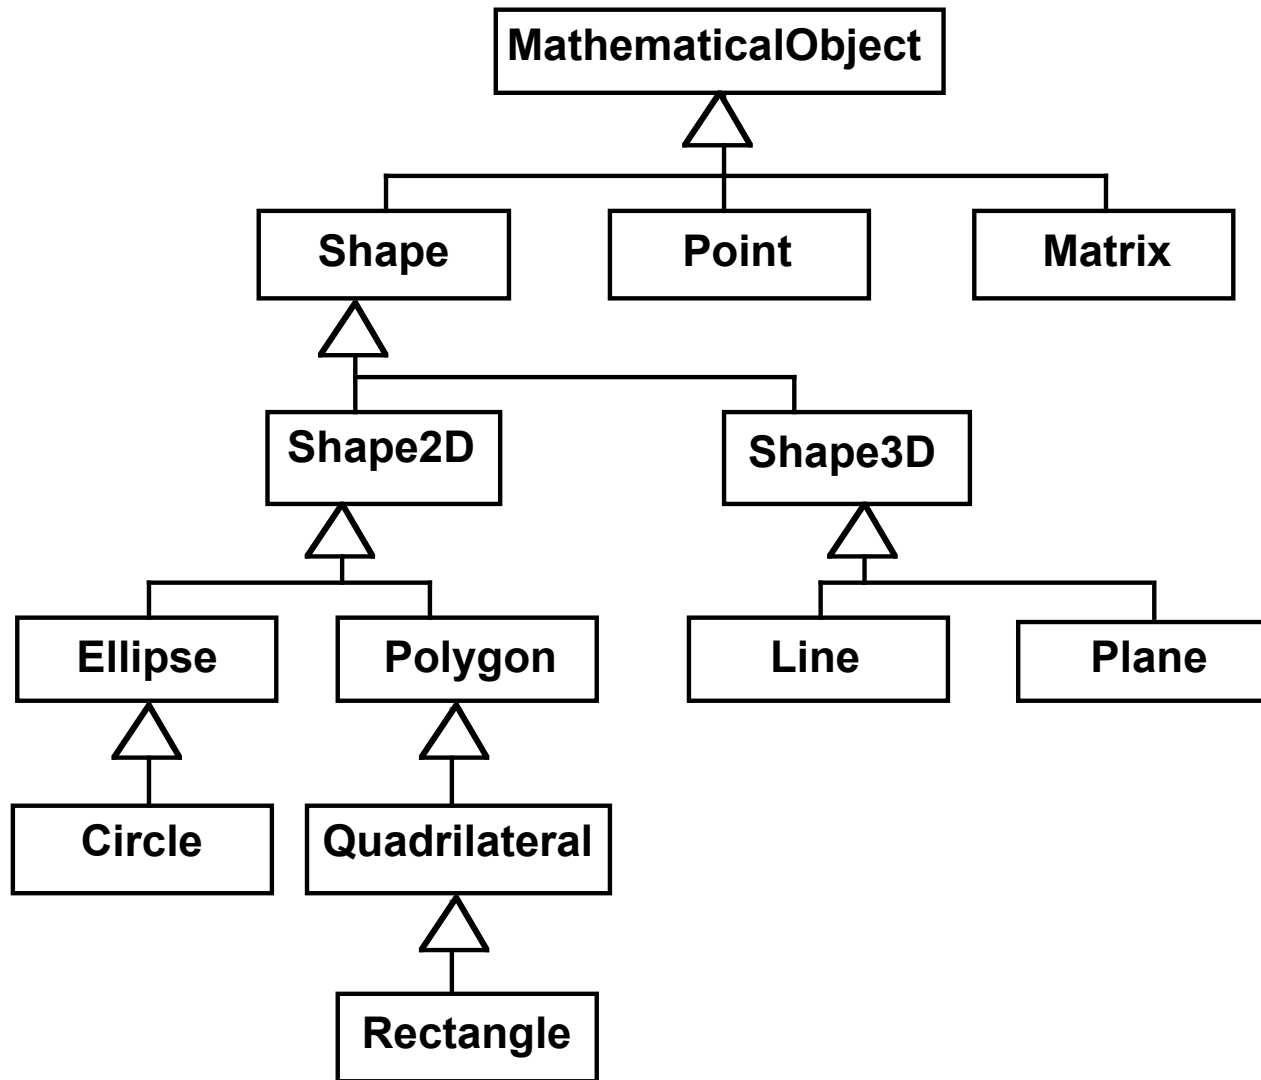 MathematicalObject
Shape
Point
Matrix
Shape2D
Shape3D
Ellipse
Polygon
Line
Plane
Circle
Quadrilateral
Rectangle